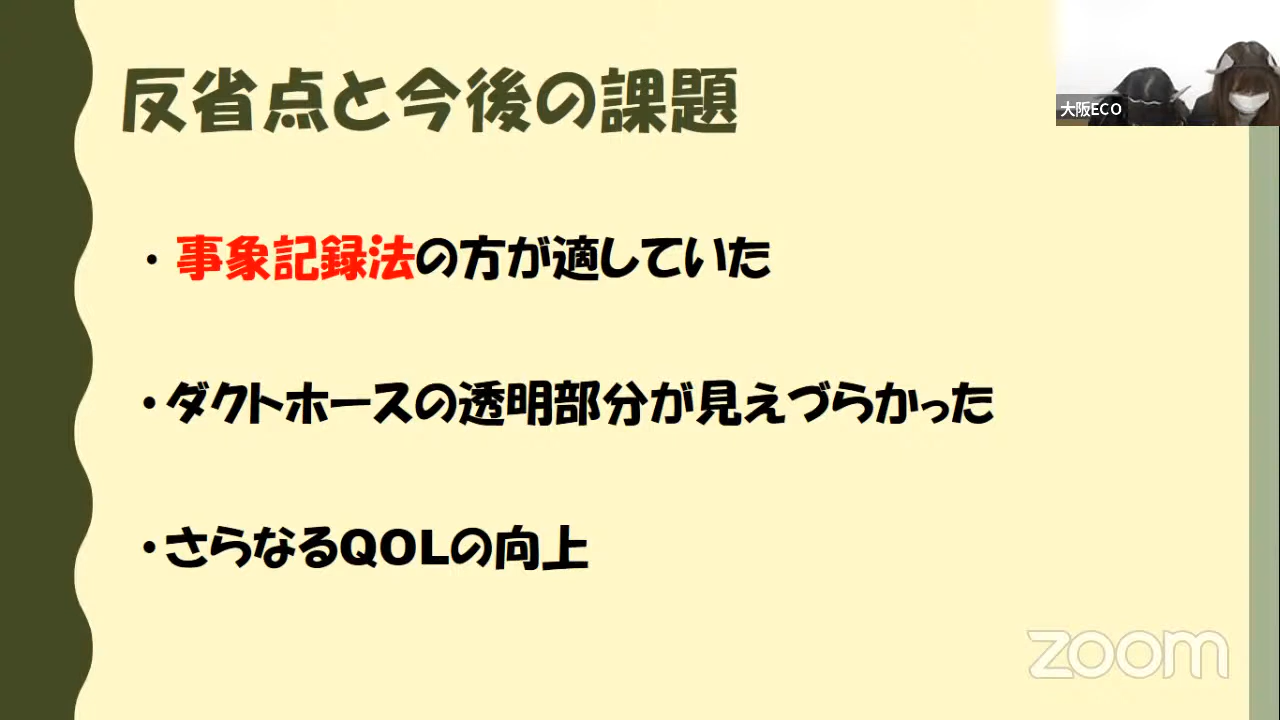 反省点と今後の課題
大阪ECO
・事象記録法の方が適していた
・ダクトホースの透明部分が見えづらかった
・さらなるQOLの向上
zoom